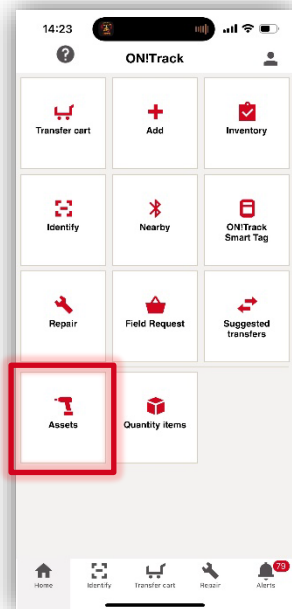 14:23
ON!Track
Transfer cart
Add
Inventory
Identify
Nearby
ON!Track
Smart Tag
Repair
Field Request
Suggested
transfers
Assets
Quantity items
79
Home
Identify
Transfer cart
Repair
Alerts